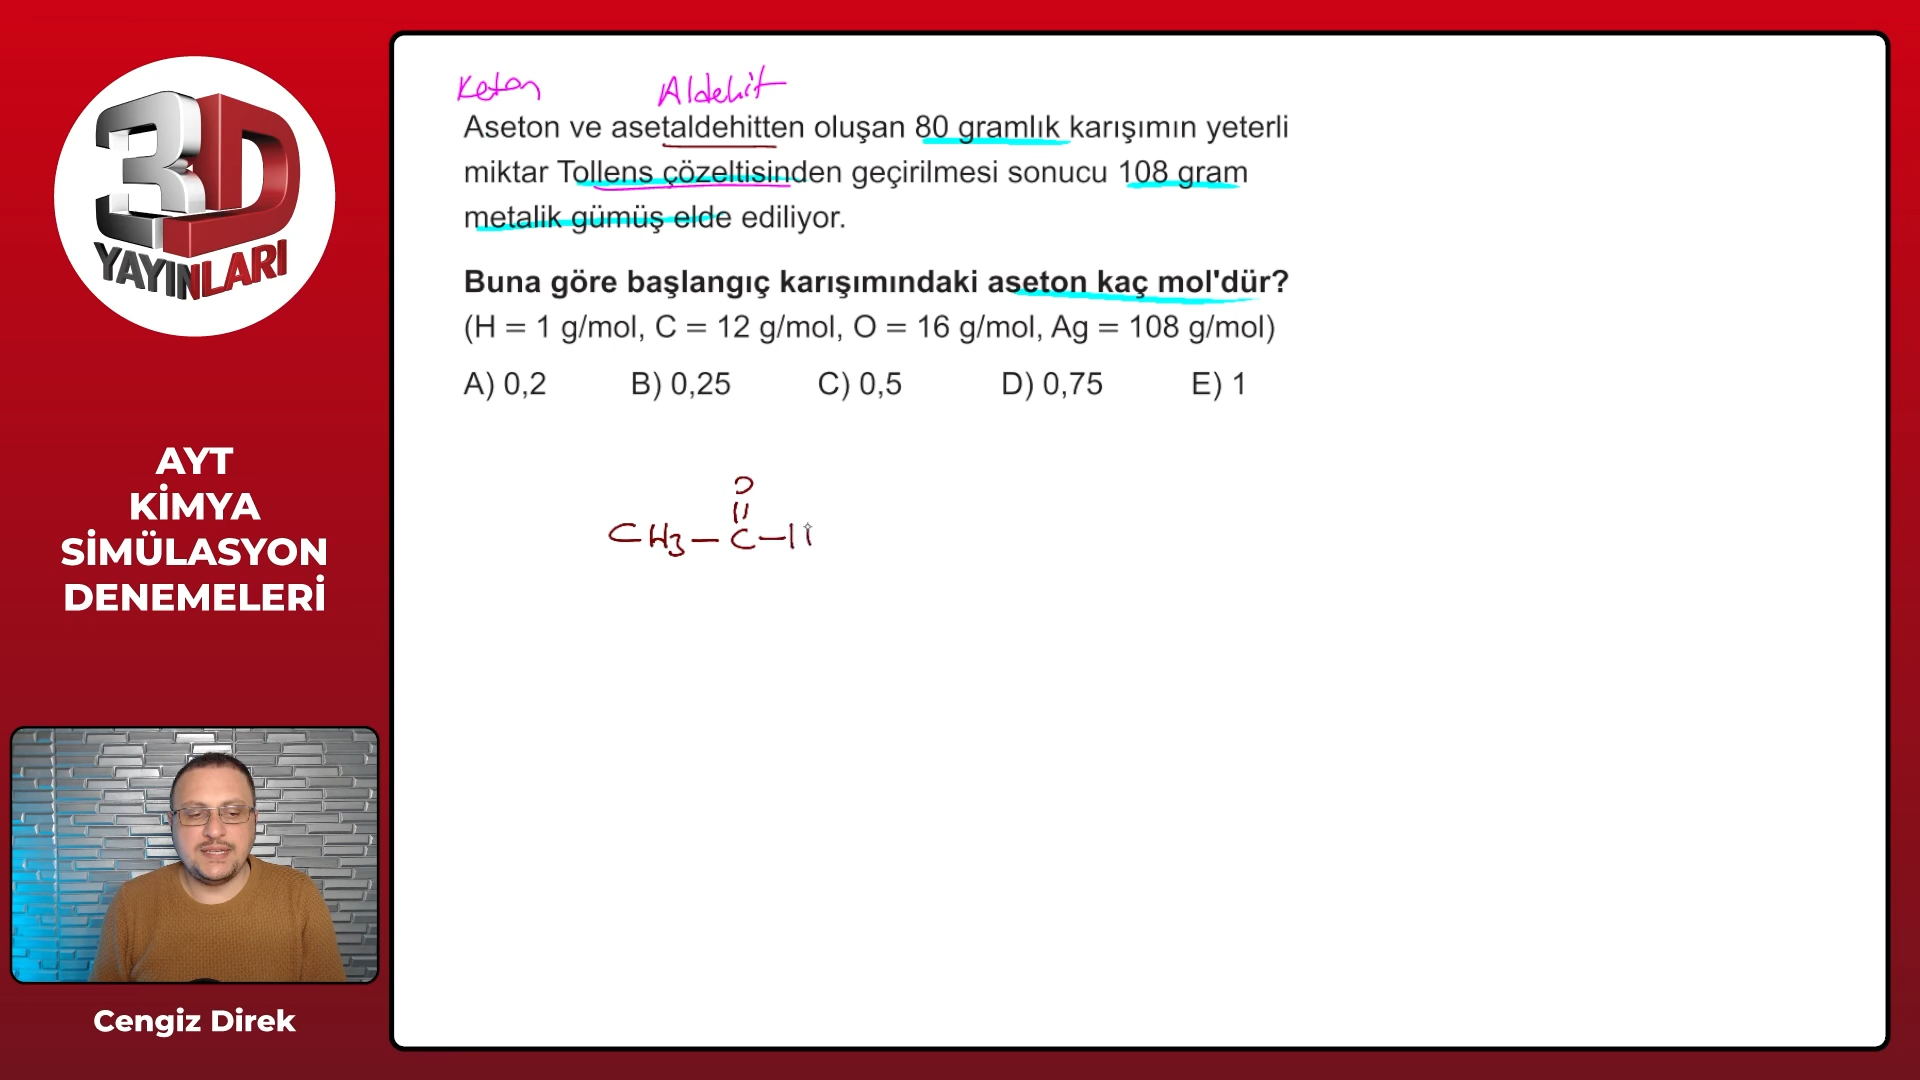 3D
YAYINLARI
AYT
KİMYA
SİMÜLASYON
DENEMELERİ
Cengiz Direk
Keton Aldehit
Aseton ve asetaldehitten oluşan 80 gramlık karışımın yeterli
miktar Tollens çözeltisinden geçirilmesi sonucu 108 gram
metalik gümüş elde ediliyor.
Buna göre başlangıç karışımındaki aseton kaç mol'dür?
(H = 1 g/mol, C = 12 g/mol, O = 16 g/mol, Ag = 108 g/mol)
A) 0,2 B) 0,25 C) 0,5 D) 0,75 E) 1
O
CH3 – C – H